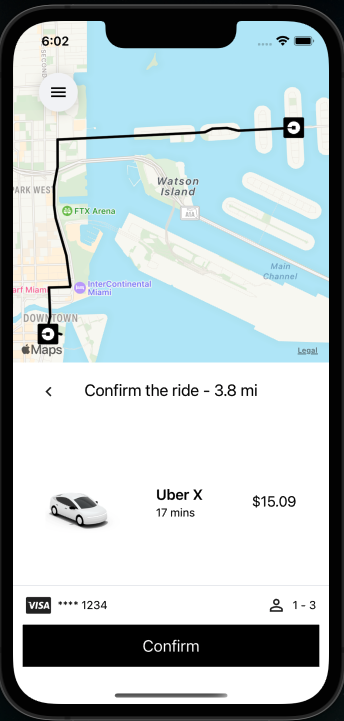 6:02
SECOND
PARK WEST
Watson
Island
FTX Arena
A1A
Main
Channel
InterContinental
Miami
arf Miami
DOWNTOWN
Maps
Legal
Confirm the ride - 3.8 mi
Uber X
17 mins
$15.09
VISA **** 1234
1 - 3
Confirm